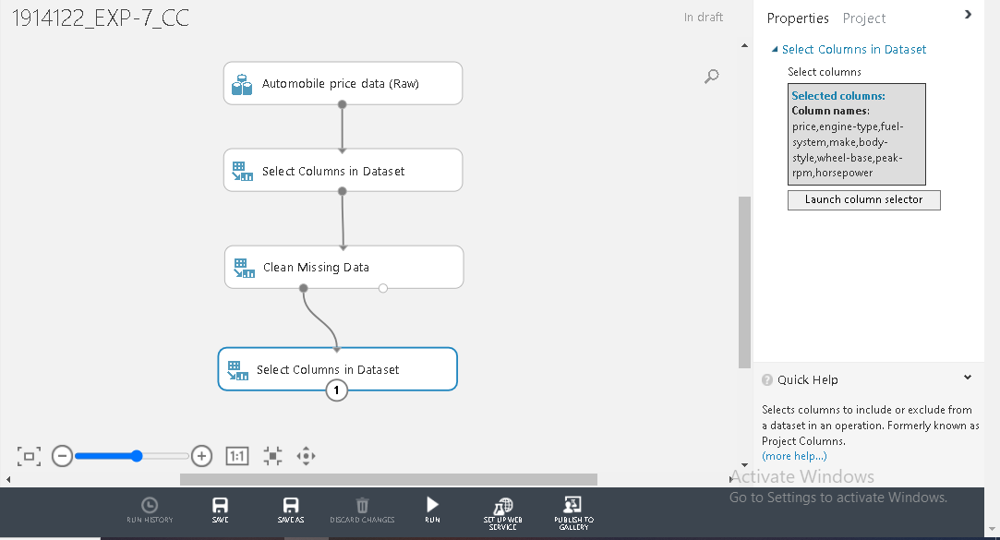 1914122_EXP-7_CC
In draft
Properties Project
Select Columns in Dataset
Select columns
Selected columns:
Column names:
price,engine-type,fuel-
system,make,body-
style,wheel-base,peak-
rpm,horsepower
Launch column selector
Automobile price data (Raw)
Select Columns in Dataset
Clean Missing Data
Select Columns in Dataset
1
1:1
Quick Help
Selects columns to include or exclude from
a dataset in an operation. Formerly known as
Project Columns.
(more help...)
Activate Windows
Go to Settings to activate Windows.
RUN HISTORY
SAVE
SAVE AS
DISCARD CHANGES
RUN
SET UP WEB
SERVICE
PUBLISH TO
GALLERY